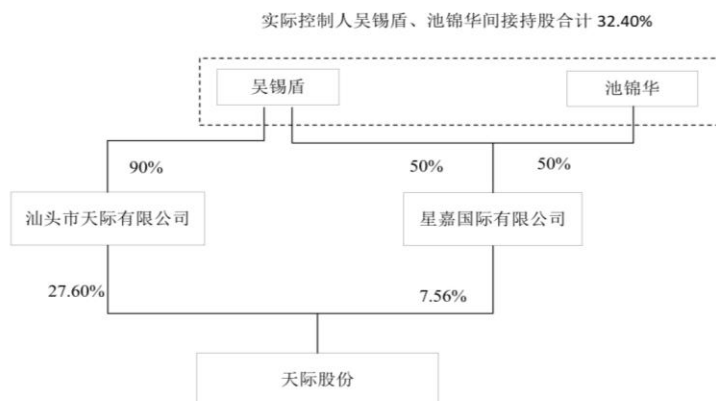 实际控制人吴锡盾、池锦华间接持股合计 32.40%
吴锡盾
池锦华
90%
50%
50%
汕头市天际有限公司
星嘉国际有限公司
27.60%
7.56%
天际股份